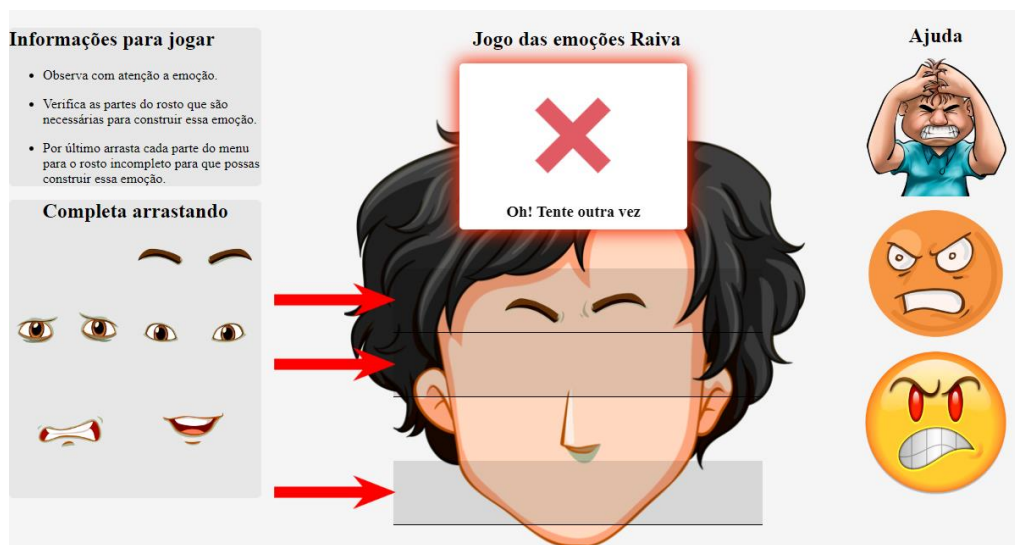 Informações para jogar
Observa com atenção a emoção.
Verifica as partes do rosto que são
necessárias para construir essa emoção.
Por último arrasta cada parte do menu
para o rosto incompleto para que possas
construir essa emoção.
Completa arrastando
Jogo das emoções Raiva
Oh! Tente outra vez
Ajuda